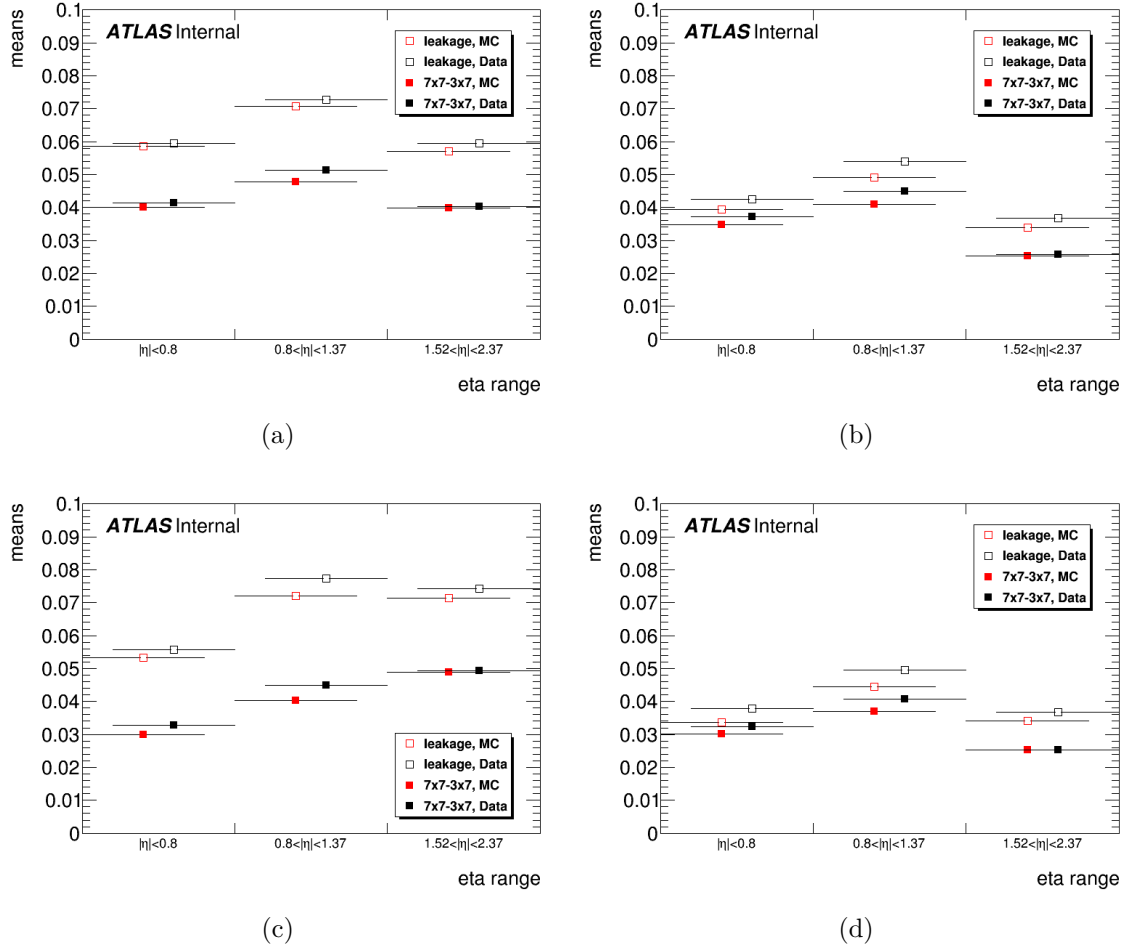 means
0.1
0.09
0.08
0.07
0.06
0.05
0.04
0.03
0.02
0.01
0
ATLAS Internal
leakage, MC
leakage, Data
7x7-3x7, MC
7x7-3x7, Data
|η|<0.8
0.8<|η|<1.37
1.52<|η|<2.37
eta range
(a)
means
0.1
0.09
0.08
0.07
0.06
0.05
0.04
0.03
0.02
0.01
0
ATLAS Internal
leakage, MC
leakage, Data
7x7-3x7, MC
7x7-3x7, Data
|η|<0.8
0.8<|η|<1.37
1.52<|η|<2.37
eta range
(b)
means
0.1
0.09
0.08
0.07
0.06
0.05
0.04
0.03
0.02
0.01
0
ATLAS Internal
leakage, MC
leakage, Data
7x7-3x7, MC
7x7-3x7, Data
|η|<0.8
0.8<|η|<1.37
1.52<|η|<2.37
eta range
(c)
means
0.1
0.09
0.08
0.07
0.06
0.05
0.04
0.03
0.02
0.01
0
ATLAS Internal
leakage, MC
leakage, Data
7x7-3x7, MC
7x7-3x7, Data
|η|<0.8
0.8<|η|<1.37
1.52<|η|<2.37
eta range
(d)